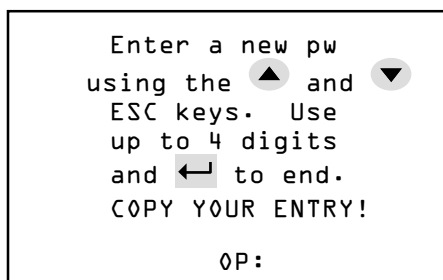 Enter a new pw
using the ▲ and ▼
ESC keys. Use
up to 4 digits
and ↵ to end.
COPY YOUR ENTRY!
OP: